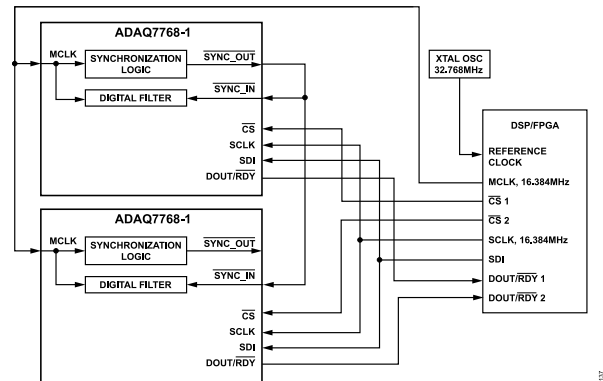 ADAQ7768-1
MCLK
SYNCHRONIZATION
LOGIC
SYNC_OUT
DIGITAL FILTER
SYNC_IN
CS
SCLK
SDI
DOUT/RDY
ADAQ7768-1
MCLK
SYNCHRONIZATION
LOGIC
SYNC_OUT
DIGITAL FILTER
SYNC_IN
CS
SCLK
SDI
DOUT/RDY
XTAL OSC
32.768MHz
DSP/FPGA
REFERENCE
CLOCK
MCLK, 16.384MHz
CS 1
CS 2
SCLK, 16.384MHz
SDI
DOUT/RDY 1
DOUT/RDY 2
137